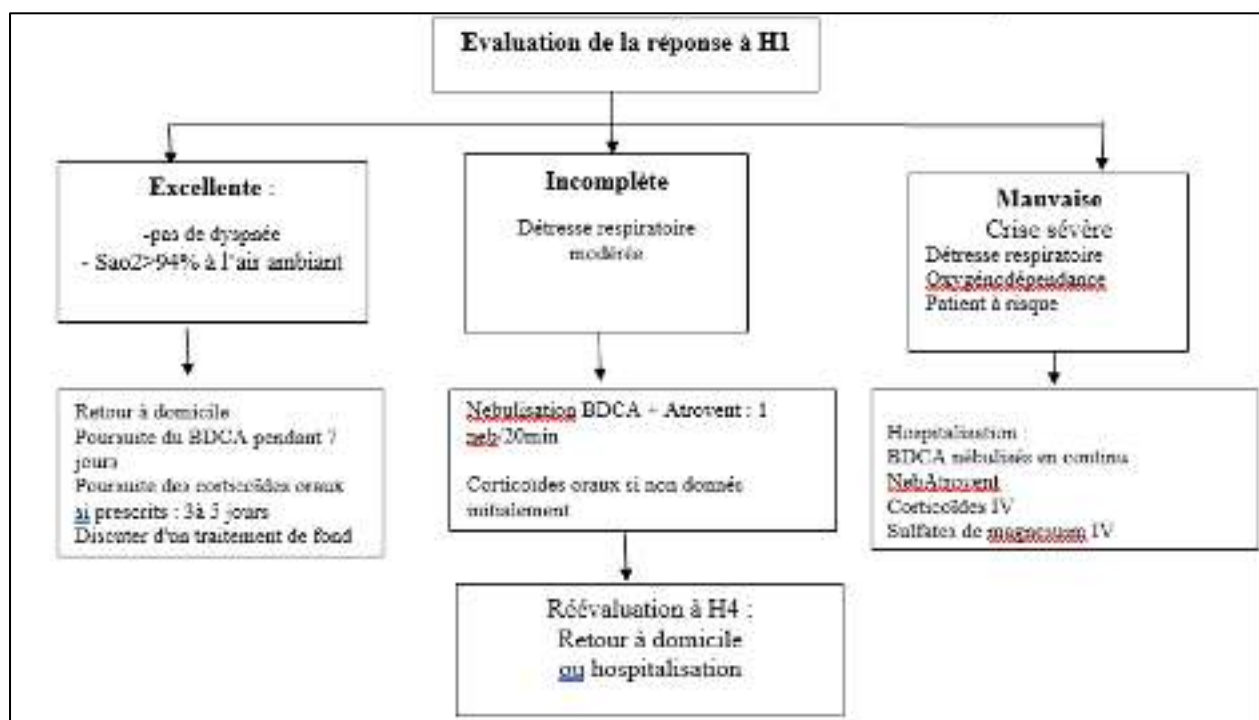 Evaluation de la réponse à H1
Excellente :
-pas de dyspnée
- Sao2>94% à l'air ambiant
Incomplète
Détresse respiratoire
modérée
Mauvaise
Crise sévère
Détresse respiratoire
Oxygénodépendance
Patient à risque
Retour à domicile
Poursuite du BDCA pendant 7
jours
Poursuite des corticoïdes oraux
si prescrits : 3à 5 jours
Discuter d'un traitement de fond
Nebulisation BDCA + Atrovent : 1
neb/20min
Corticoïdes oraux si non donnés
initialement
Hospitalisation :
BDCA nébulisés en continu
NebAtrovent
Corticoïdes IV
Sulfates de IV
Réévaluation à H4 :
Retour à domicile
ou hospitalisation